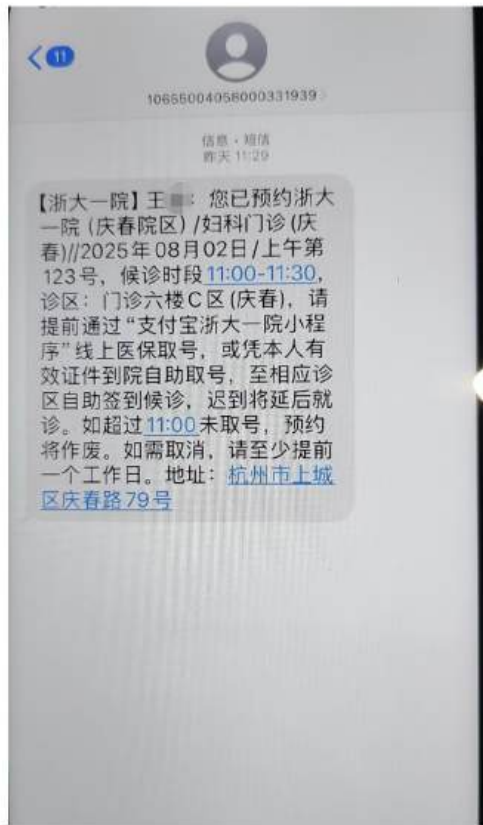 11
10655004058000331939
信息·短信
昨天 11:29
【浙大一院】王 ：您已预约浙大
一院(庆春院区)/妇科门诊(庆
春)//2025年08月02日/上午第
123号，候诊时段11:00-11:30，
诊区：门诊六楼C区(庆春)，请
提前通过“支付宝浙大一院小程
序”线上医保取号，或凭本人有
效证件到院自助取号，至相应诊
区自助签到候诊，迟到将延后就
诊。如超过11:00未取号，预约
将作废。如需取消，请至少提前
一个工作日。地址：杭州市上城
区庆春路79号